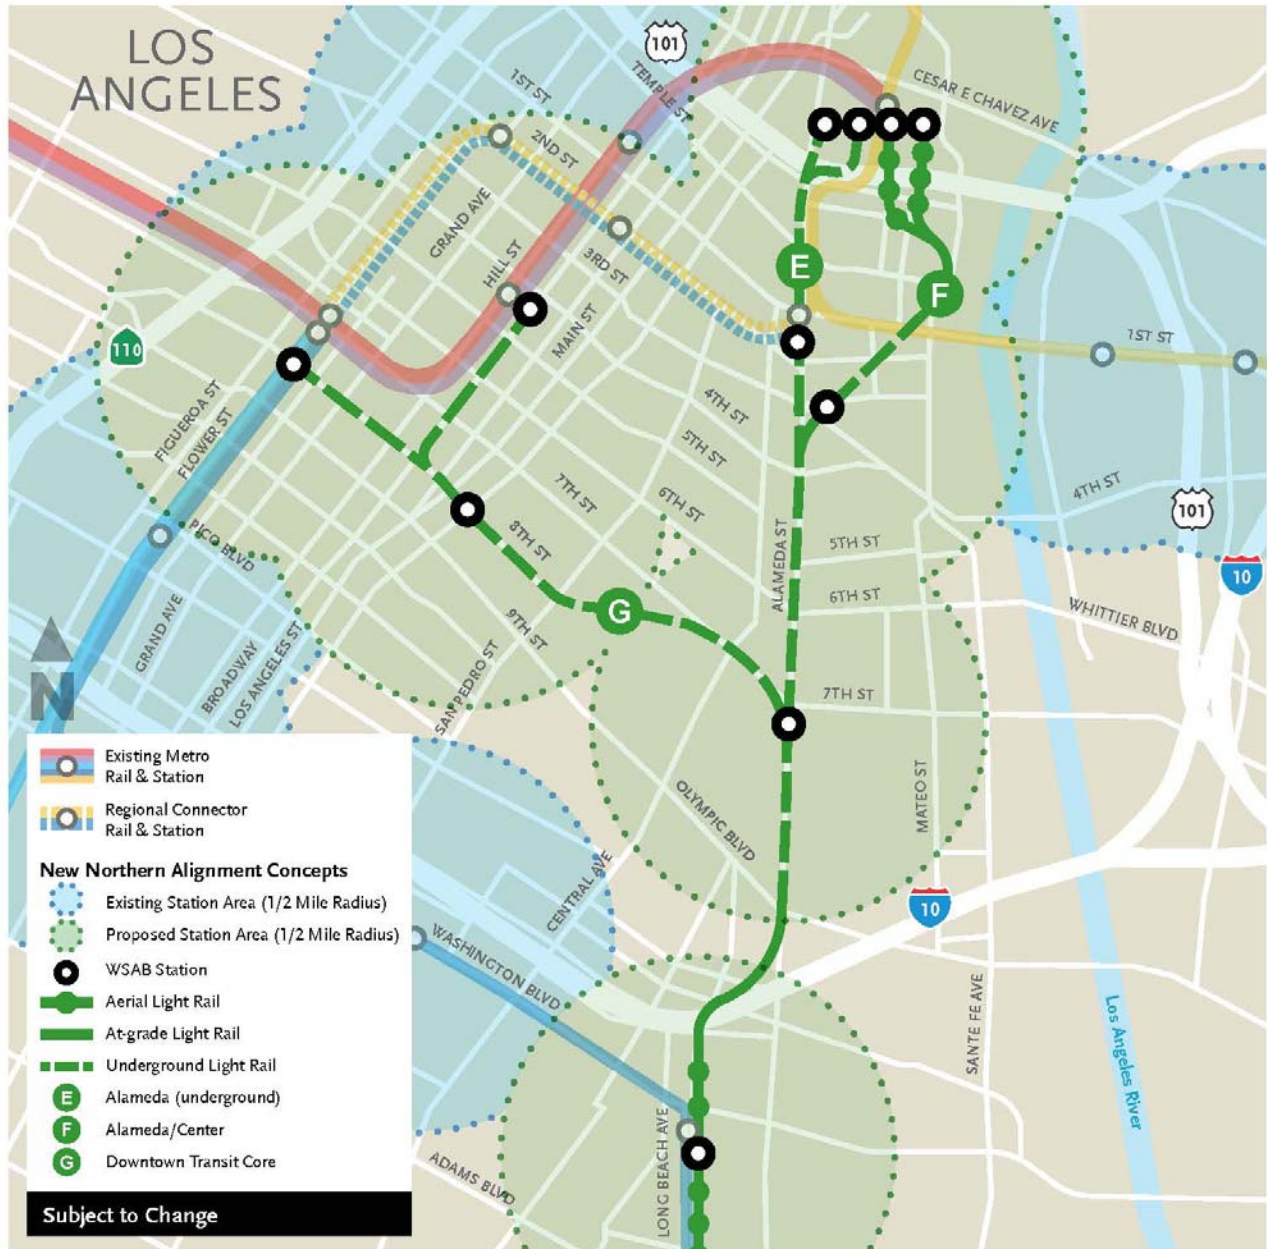 LOS
ANGELES
101
CESAR E CHAVEZ AVE
TEMPLE ST
1ST ST
2ND ST
GRAND AVE
HILL ST
3RD ST
E
F
MAIN ST
1ST ST
110
FIGUEROA ST
FLOWER ST
4TH ST
5TH ST
7TH ST
6TH ST
4TH ST
101
PICO BLVD
8TH ST
ALAMEDA ST
5TH ST
10
6TH ST
WHITTIER BLVD
G
9TH ST
GRAND AVE
BROADWAY
LOS ANGELES ST
SAN PEDRO ST
7TH ST
N
OLYMPIC BLVD
MATEO ST
CENTRAL AVE
10
WASHINGTON BLVD
SANTE FE AVE
Los Angeles River
LONG BEACH AVE
ADAMS BLVD
Existing Metro
Rail & Station
Regional Connector
Rail & Station
New Northern Alignment Concepts
Existing Station Area (1/2 Mile Radius)
Proposed Station Area (1/2 Mile Radius)
WSAB Station
Aerial Light Rail
At-grade Light Rail
Underground Light Rail
E Alameda (underground)
F Alameda/Center
G Downtown Transit Core
Subject to Change